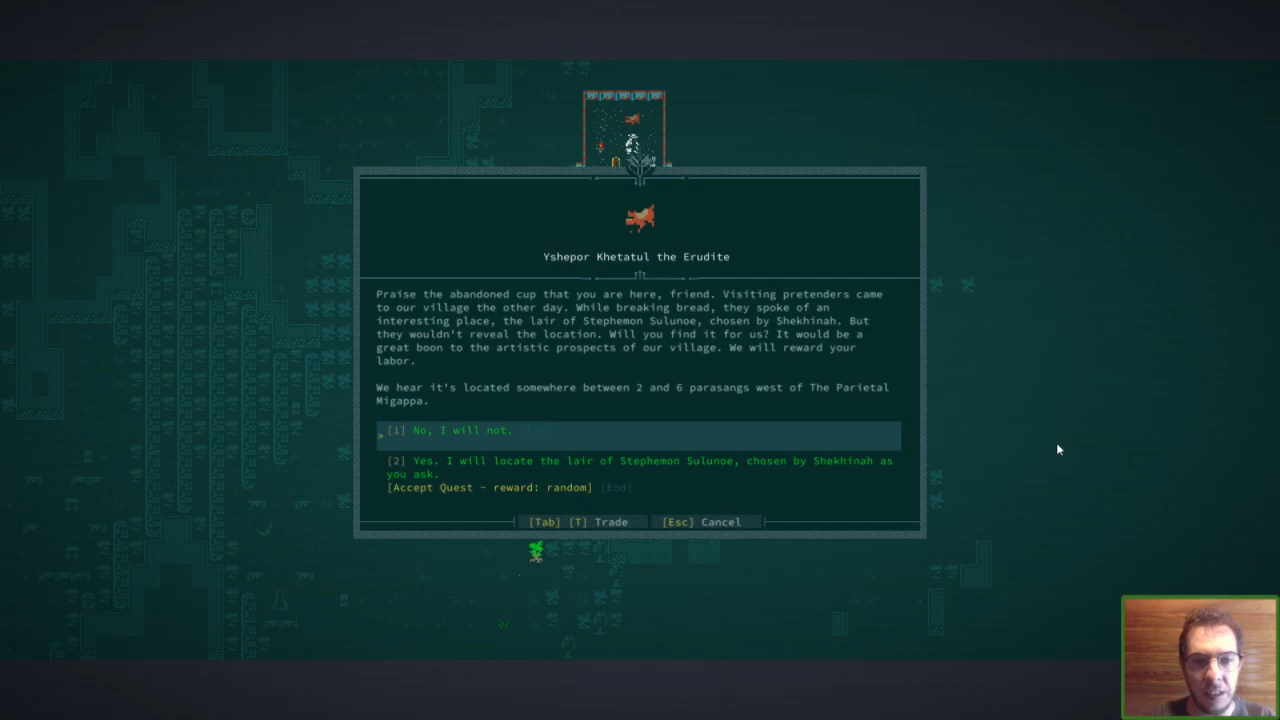 Yshepor Khetatul the Erudite
Praise the abandoned cup that you are here, friend. Visiting pretenders came
to our village the other day. While breaking bread, they spoke of an
interesting place, the lair of Stephemon Sulunoe, chosen by Shekhinah. But
they wouldn't reveal the location. Will you find it for us? It would be a
great boon to the artistic prospects of our village. We will reward your
labor.
We hear it's located somewhere between 2 and 6 parasangs west of The Parietal
Migappa.
> [1] No, I will not. [End]
[2] Yes. I will locate the lair of Stephemon Sulunoe, chosen by Shekhinah as
you ask.
[Accept Quest - reward: random] [End]
[Tab] [T] Trade [Esc] Cancel